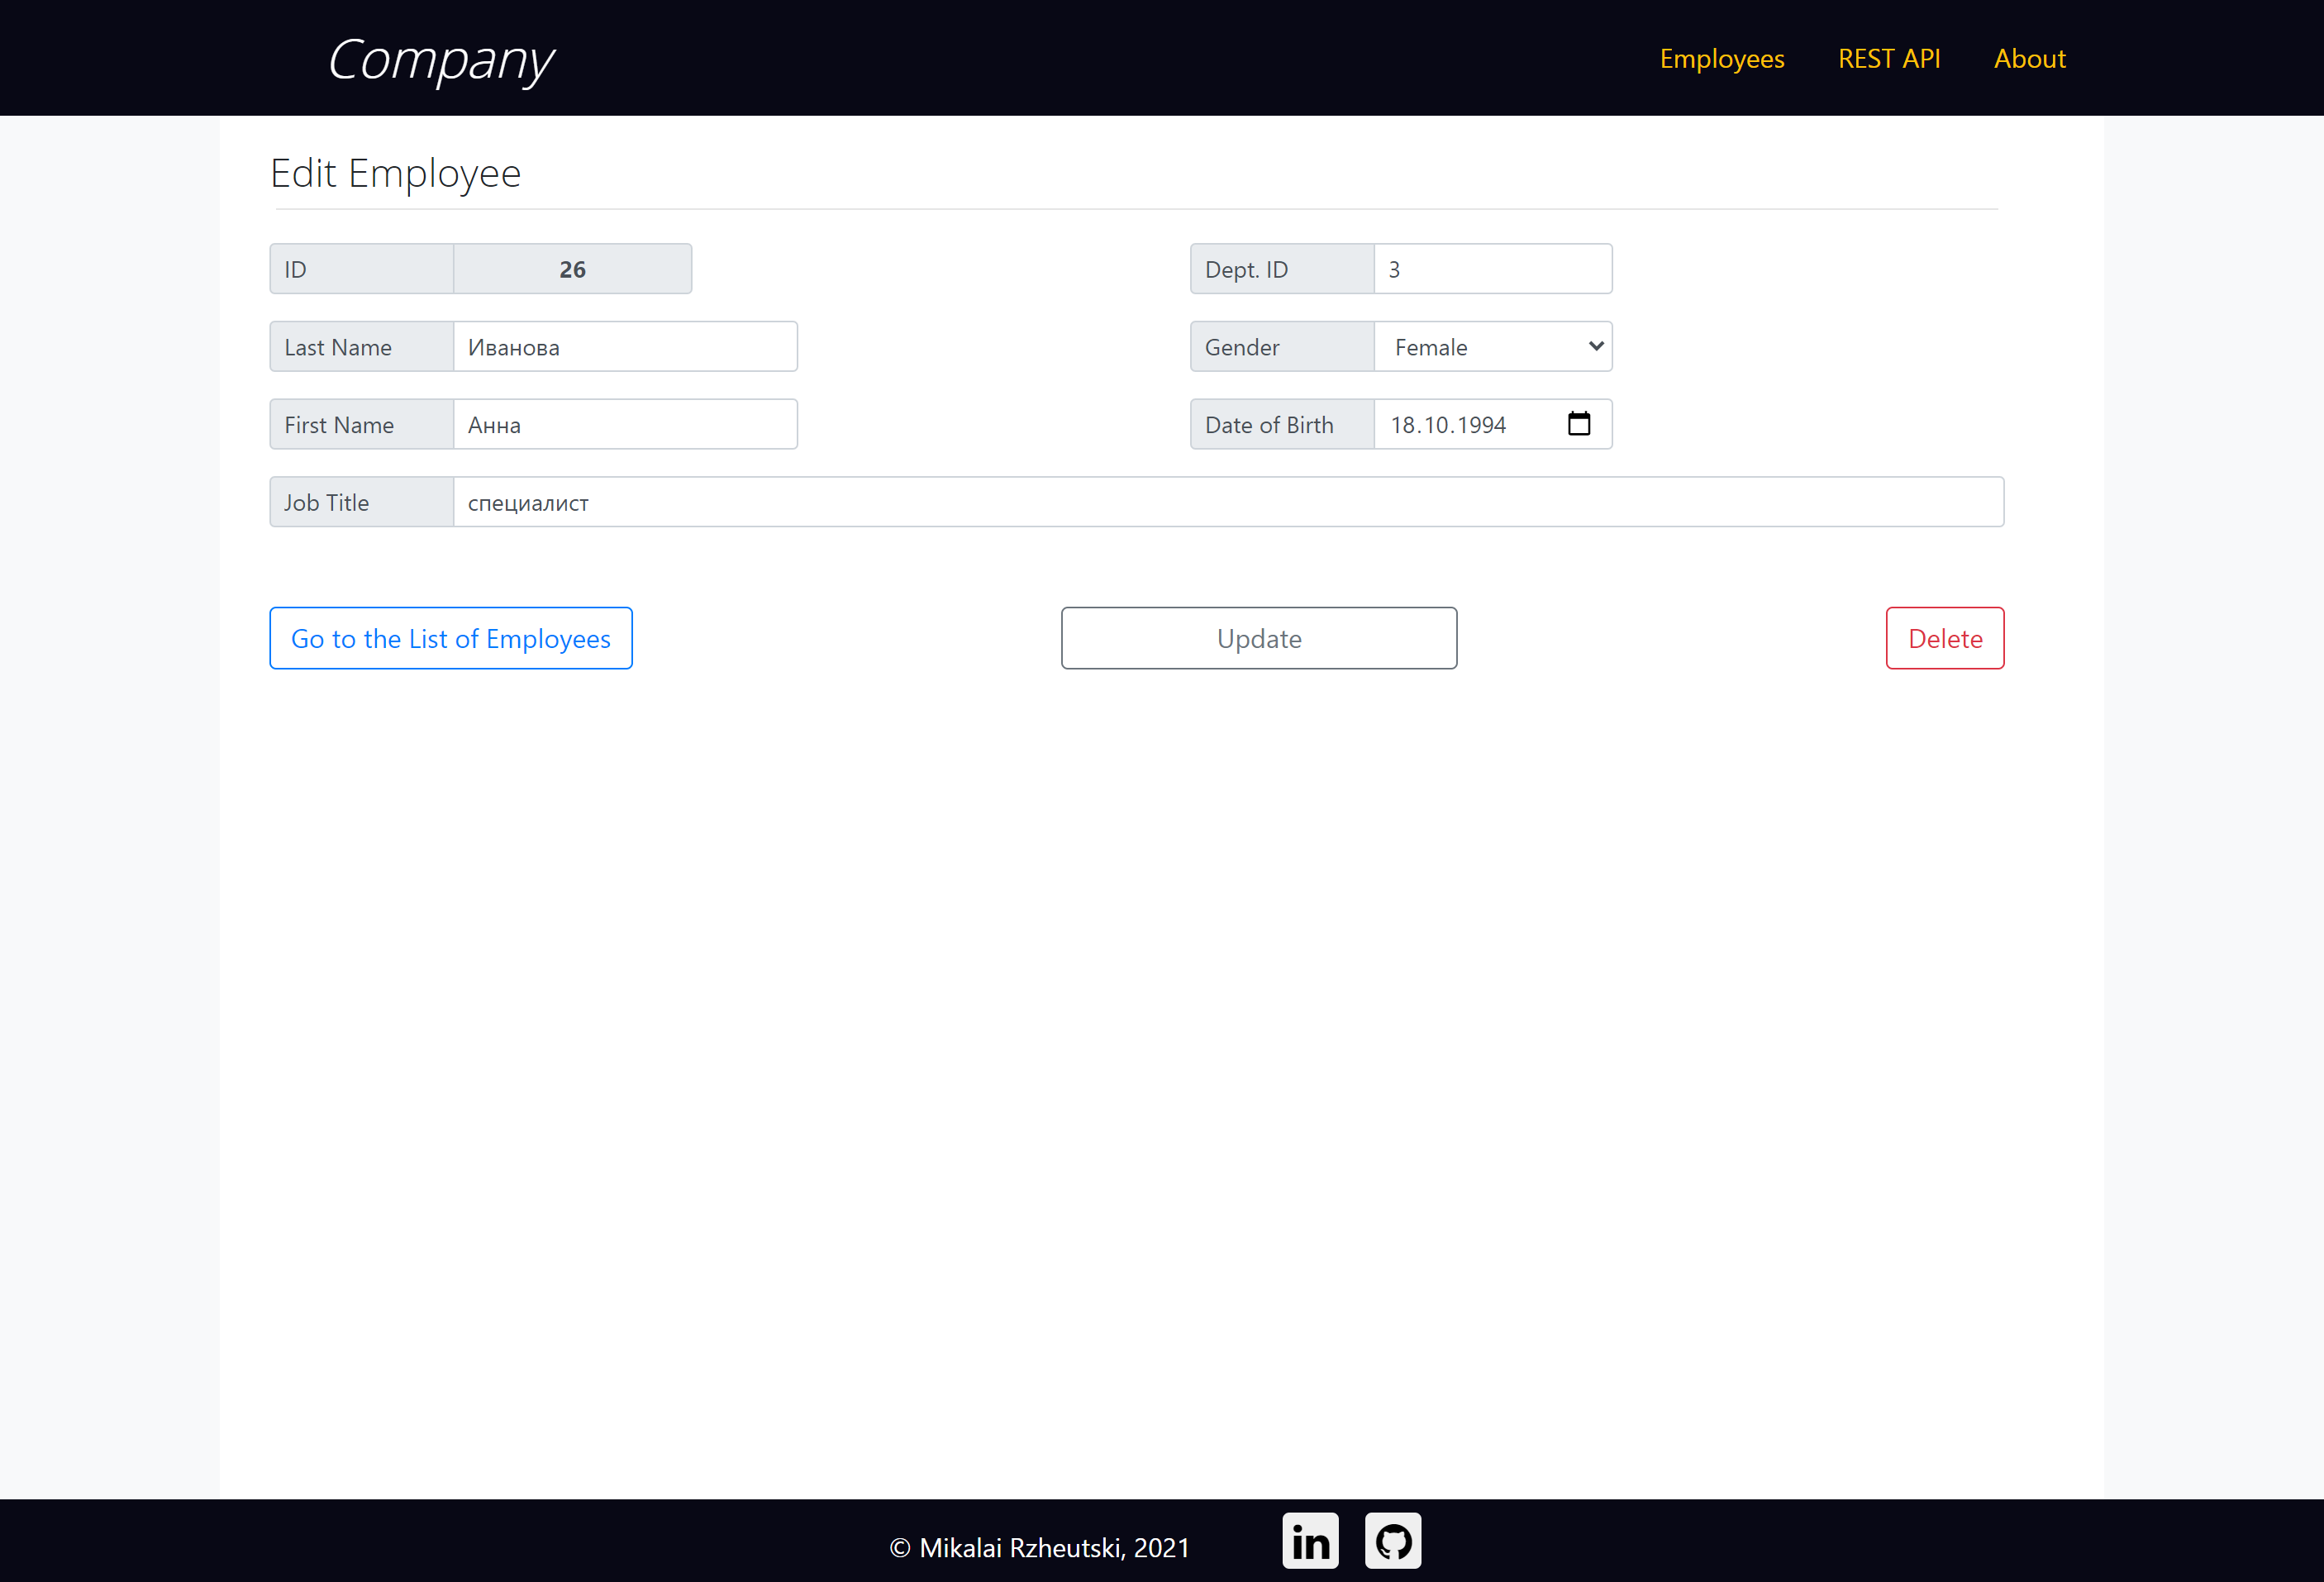 Company
Employees REST API About
Edit Employee
ID 26 Dept. ID 3
Last Name Иванова Gender Female
First Name Анна Date of Birth 18.10.1994
Job Title специалист
Go to the List of Employees Update Delete
© Mikalai Rzheutski, 2021 in